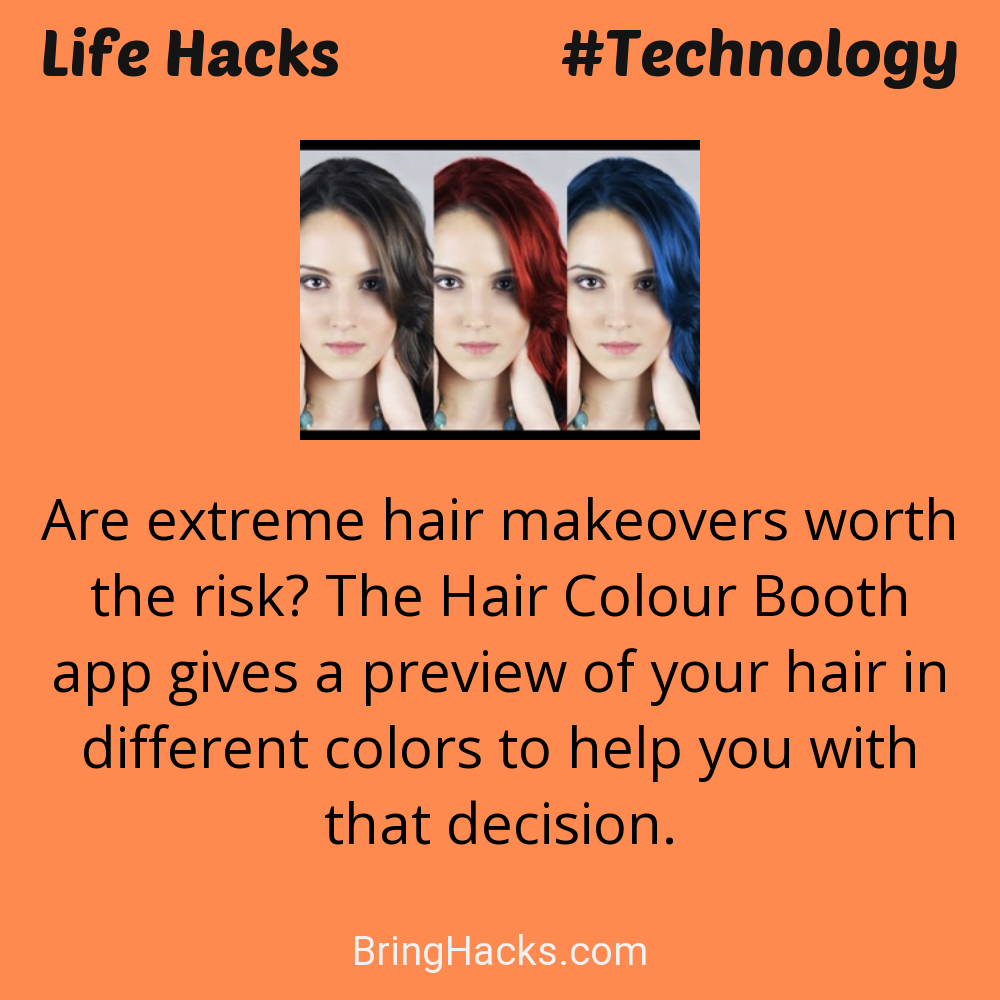 Life Hacks #Technology
Are extreme hair makeovers worth
the risk? The Hair Colour Booth
app gives a preview of your hair in
different colors to help you with
that decision.
BringHacks.com